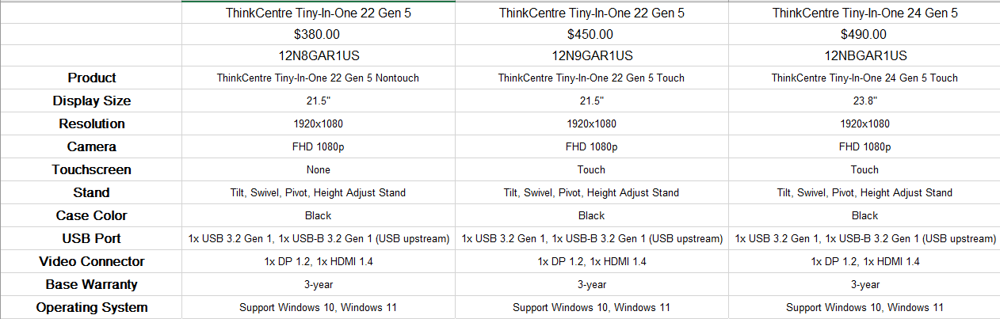 ThinkCentre Tiny-In-One 22 Gen 5 ThinkCentre Tiny-In-One 22 Gen 5 ThinkCentre Tiny-In-One 24 Gen 5
$380.00 $450.00 $490.00
12N8GAR1US 12N9GAR1US 12NBGAR1US
Product ThinkCentre Tiny-In-One 22 Gen 5 Nontouch ThinkCentre Tiny-In-One 22 Gen 5 Touch ThinkCentre Tiny-In-One 24 Gen 5 Touch
Display Size 21.5" 21.5" 23.8"
Resolution 1920x1080 1920x1080 1920x1080
Camera FHD 1080p FHD 1080p FHD 1080p
Touchscreen None Touch Touch
Stand Tilt, Swivel, Pivot, Height Adjust Stand Tilt, Swivel, Pivot, Height Adjust Stand Tilt, Swivel, Pivot, Height Adjust Stand
Case Color Black Black Black
USB Port 1x USB 3.2 Gen 1, 1x USB-B 3.2 Gen 1 (USB upstream) 1x USB 3.2 Gen 1, 1x USB-B 3.2 Gen 1 (USB upstream) 1x USB 3.2 Gen 1, 1x USB-B 3.2 Gen 1 (USB upstream)
Video Connector 1x DP 1.2, 1x HDMI 1.4 1x DP 1.2, 1x HDMI 1.4 1x DP 1.2, 1x HDMI 1.4
Base Warranty 3-year 3-year 3-year
Operating System Support Windows 10, Windows 11 Support Windows 10, Windows 11 Support Windows 10, Windows 11